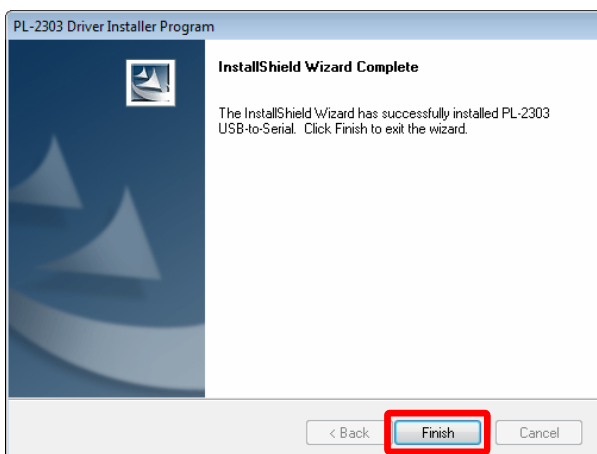 PL-2303 Driver Installer Program
InstallShield Wizard Complete
The InstallShield Wizard has successfully installed PL-2303
USB-to-Serial. Click Finish to exit the wizard.
< Back Finish Cancel